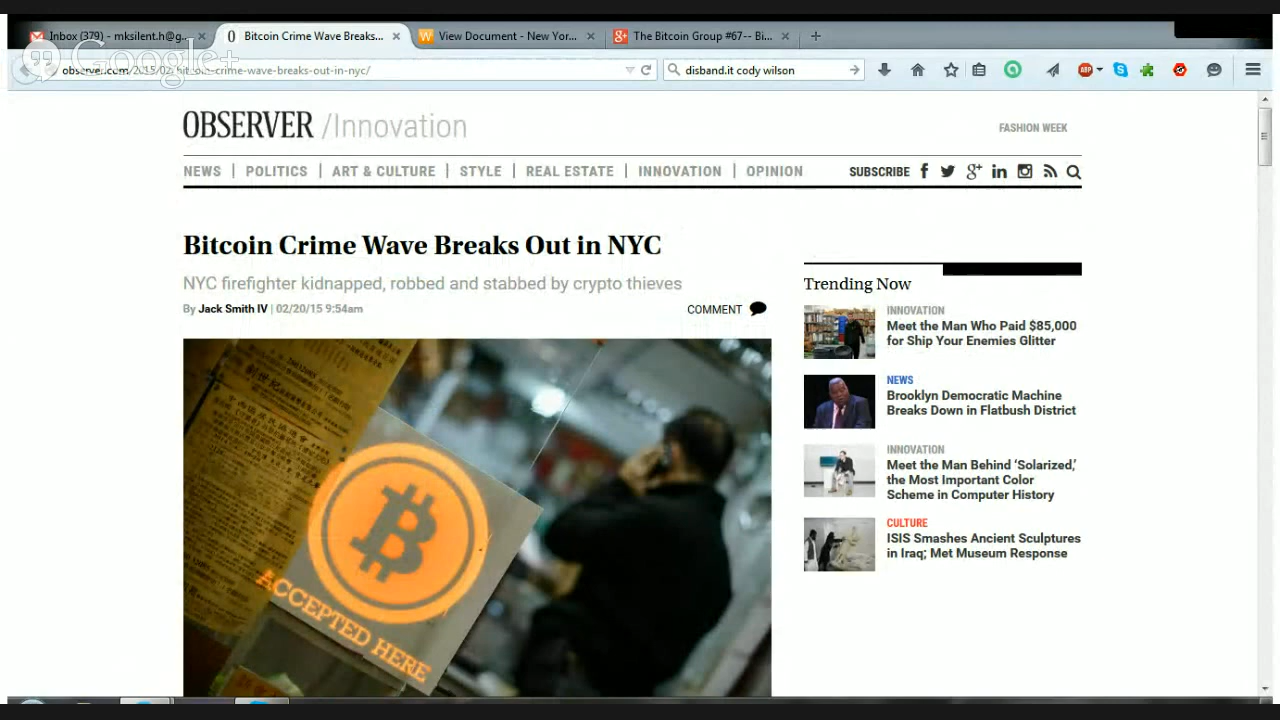 Inbox (379) - mksilent.h@g...
Bitcoin Crime Wave Breaks...
View Document - New Yor...
The Bitcoin Group #67-- Bi...
Google+
observer.com/2015/02/bitcoin-crime-wave-breaks-out-in-nyc/
disband.it cody wilson
ABP
OBSERVER /Innovation
FASHION WEEK
NEWS | POLITICS | ART & CULTURE | STYLE | REAL ESTATE | INNOVATION | OPINION
SUBSCRIBE
Bitcoin Crime Wave Breaks Out in NYC
NYC firefighter kidnapped, robbed and stabbed by crypto thieves
By Jack Smith IV | 02/20/15 9:54am
COMMENT
ACCEPTED HERE
Trending Now
INNOVATION
Meet the Man Who Paid $85,000
for Ship Your Enemies Glitter
NEWS
Brooklyn Democratic Machine
Breaks Down in Flatbush District
INNOVATION
Meet the Man Behind ‘Solarized,’
the Most Important Color
Scheme in Computer History
CULTURE
ISIS Smashes Ancient Sculptures
in Iraq; Met Museum Response